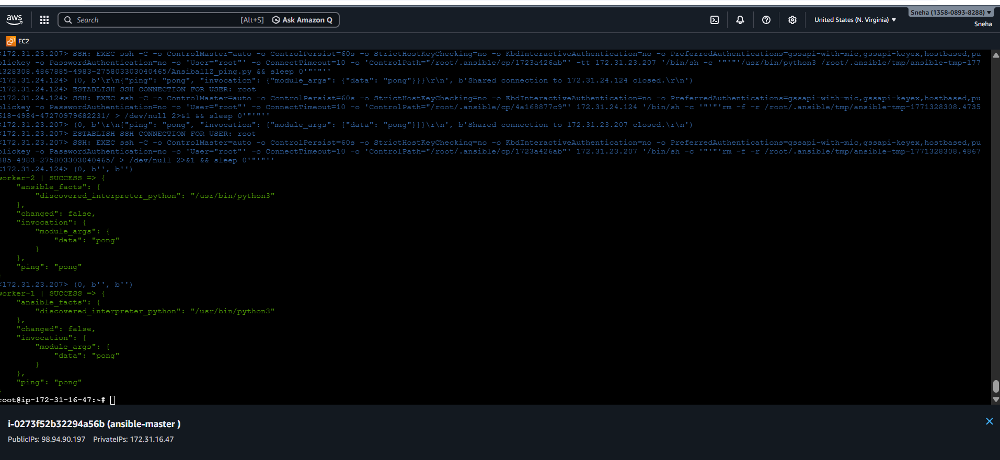 aws
Search [Alt+S] Ask Amazon Q United States (N. Virginia) Sneha (1358-0893-8288)
Sneha
EC2
<172.31.23.207> SSH: EXEC ssh -C -o ControlMaster=auto -o ControlPersist=60s -o StrictHostKeyChecking=no -o KbdInteractiveAuthentication=no -o PreferredAuthentications=gssapi-with-mic,gssapi-keyex,hostbased,pu
blickey -o PasswordAuthentication=no -o 'User="root"' -o ConnectTimeout=10 -o 'ControlPath="/root/.ansible/cp/1723a426ab"' -tt 172.31.23.207 '/bin/sh -c '"'"'/usr/bin/python3 /root/.ansible/tmp/ansible-tmp-177
1328308.4867885-4983-275803303040465/AnsiballZ_ping.py && sleep 0'"'"''
<172.31.24.124> (0, b'\r\n{"ping": "pong", "invocation": {"module_args": {"data": "pong"}}}\r\n', b'Shared connection to 172.31.24.124 closed.\r\n')
<172.31.24.124> ESTABLISH SSH CONNECTION FOR USER: root
<172.31.24.124> SSH: EXEC ssh -C -o ControlMaster=auto -o ControlPersist=60s -o StrictHostKeyChecking=no -o KbdInteractiveAuthentication=no -o PreferredAuthentications=gssapi-with-mic,gssapi-keyex,hostbased,pu
blickey -o PasswordAuthentication=no -o 'User="root"' -o ConnectTimeout=10 -o 'ControlPath="/root/.ansible/cp/4a168877c9"' 172.31.24.124 '/bin/sh -c '"'"'rm -f -r /root/.ansible/tmp/ansible-tmp-1771328308.4735
518-4984-47270979682231/ > /dev/null 2>&1 && sleep 0'"'"''
<172.31.23.207> (0, b'\r\n{"ping": "pong", "invocation": {"module_args": {"data": "pong"}}}\r\n', b'Shared connection to 172.31.23.207 closed.\r\n')
<172.31.23.207> ESTABLISH SSH CONNECTION FOR USER: root
<172.31.23.207> SSH: EXEC ssh -C -o ControlMaster=auto -o ControlPersist=60s -o StrictHostKeyChecking=no -o KbdInteractiveAuthentication=no -o PreferredAuthentications=gssapi-with-mic,gssapi-keyex,hostbased,pu
blickey -o PasswordAuthentication=no -o 'User="root"' -o ConnectTimeout=10 -o 'ControlPath="/root/.ansible/cp/1723a426ab"' 172.31.23.207 '/bin/sh -c '"'"'rm -f -r /root/.ansible/tmp/ansible-tmp-1771328308.4867
885-4983-275803303040465/ > /dev/null 2>&1 && sleep 0'"'"''
<172.31.24.124> (0, b'', b'')
worker-2 | SUCCESS => {
    "ansible_facts": {
        "discovered_interpreter_python": "/usr/bin/python3"
    },
    "changed": false,
    "invocation": {
        "module_args": {
            "data": "pong"
        }
    },
    "ping": "pong"
<172.31.23.207> (0, b'', b'')
worker-1 | SUCCESS => {
    "ansible_facts": {
        "discovered_interpreter_python": "/usr/bin/python3"
    },
    "changed": false,
    "invocation": {
        "module_args": {
            "data": "pong"
        }
    },
    "ping": "pong"
root@ip-172-31-16-47:~#
i-0273f52b32294a56b (ansible-master )
PublicIPs: 98.94.90.197 PrivateIPs: 172.31.16.47